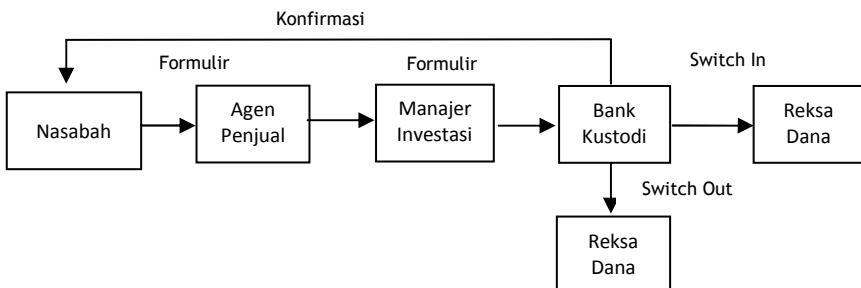 Konfirmasi
Formulir
Formulir
Switch In
Nasabah
Agen
Penjual
Manajer
Investasi
Bank
Kustodi
Reksa
Dana
Switch Out
Reksa
Dana